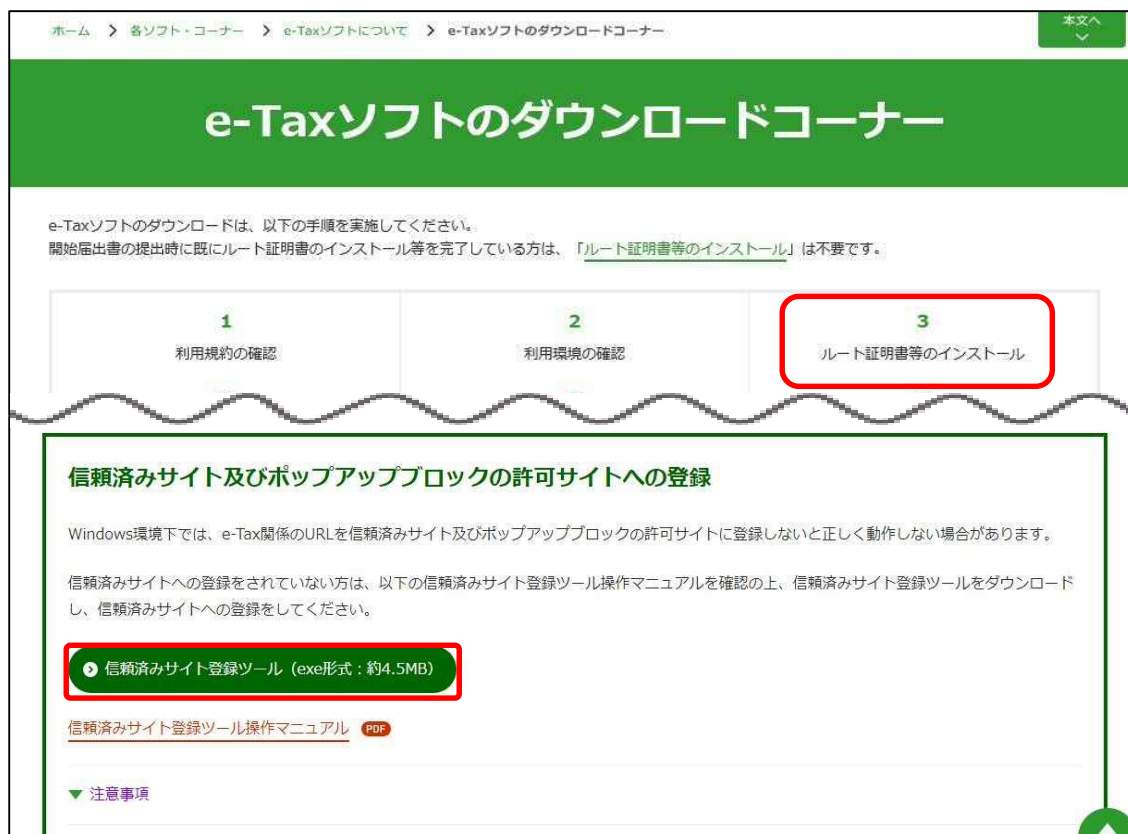 ホーム > 各ソフト・コーナー > e-Taxソフトについて > e-Taxソフトのダウンロードコーナー
本文へ
e-Taxソフトのダウンロードコーナー
e-Taxソフトのダウンロードは、以下の手順を実施してください。
開始届出書の提出時に既にルート証明書のインストール等を完了している方は、「ルート証明書等のインストール」は不要です。
1
利用規約の確認
2
利用環境の確認
3
ルート証明書等のインストール
信頼済みサイト及びポップアップブロックの許可サイトへの登録
Windows環境下では、e-Tax関係のURLを信頼済みサイト及びポップアップブロックの許可サイトに登録しないと正しく動作しない場合があります。
信頼済みサイトへの登録をされていない方は、以下の信頼済みサイト登録ツール操作マニュアルを確認の上、信頼済みサイト登録ツールをダウンロード
し、信頼済みサイトへの登録をしてください。
信頼済みサイト登録ツール（exe形式：約4.5MB）
信頼済みサイト登録ツール操作マニュアル PDF
▼ 注意事項